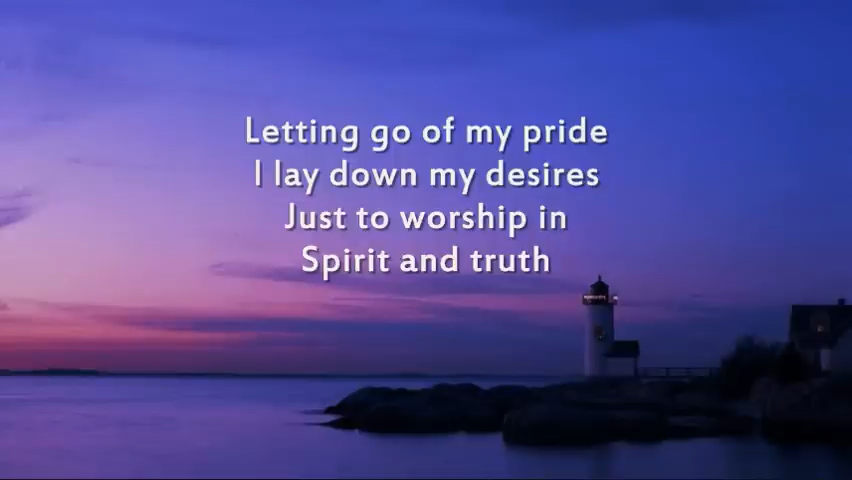 Letting go of my pride
I lay down my desires
Just to worship in
Spirit and truth